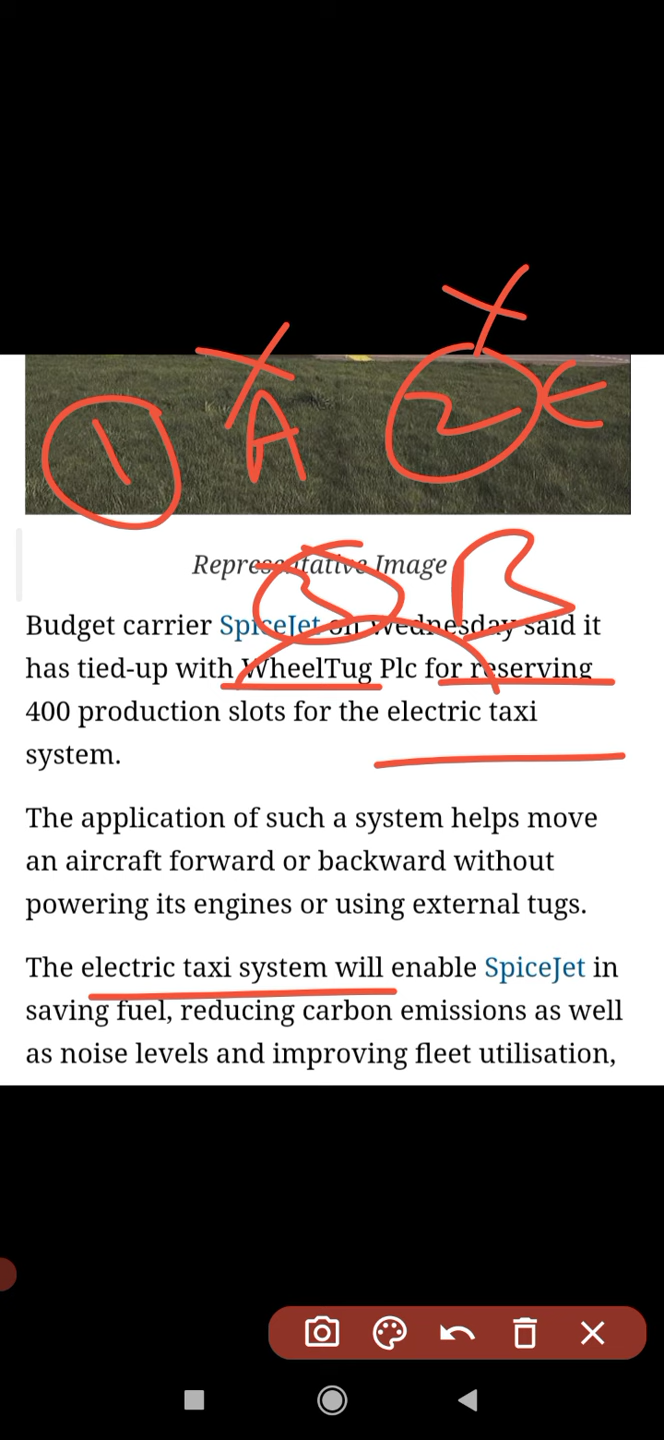 1 A 2 E
Representative Image
B
Budget carrier SpiceJet on Wednesday said it
has tied-up with WheelTug Plc for reserving
400 production slots for the electric taxi
system.
The application of such a system helps move
an aircraft forward or backward without
powering its engines or using external tugs.
The electric taxi system will enable SpiceJet in
saving fuel, reducing carbon emissions as well
as noise levels and improving fleet utilisation,